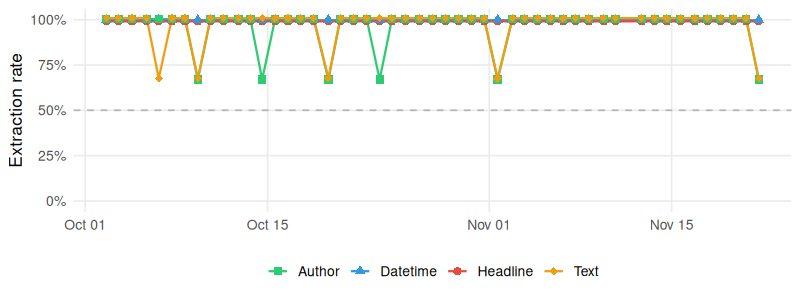 Extraction rate
100%
75%
50%
25%
0%
Oct 01
Oct 15
Nov 01
Nov 15
Author
Datetime
Headline
Text